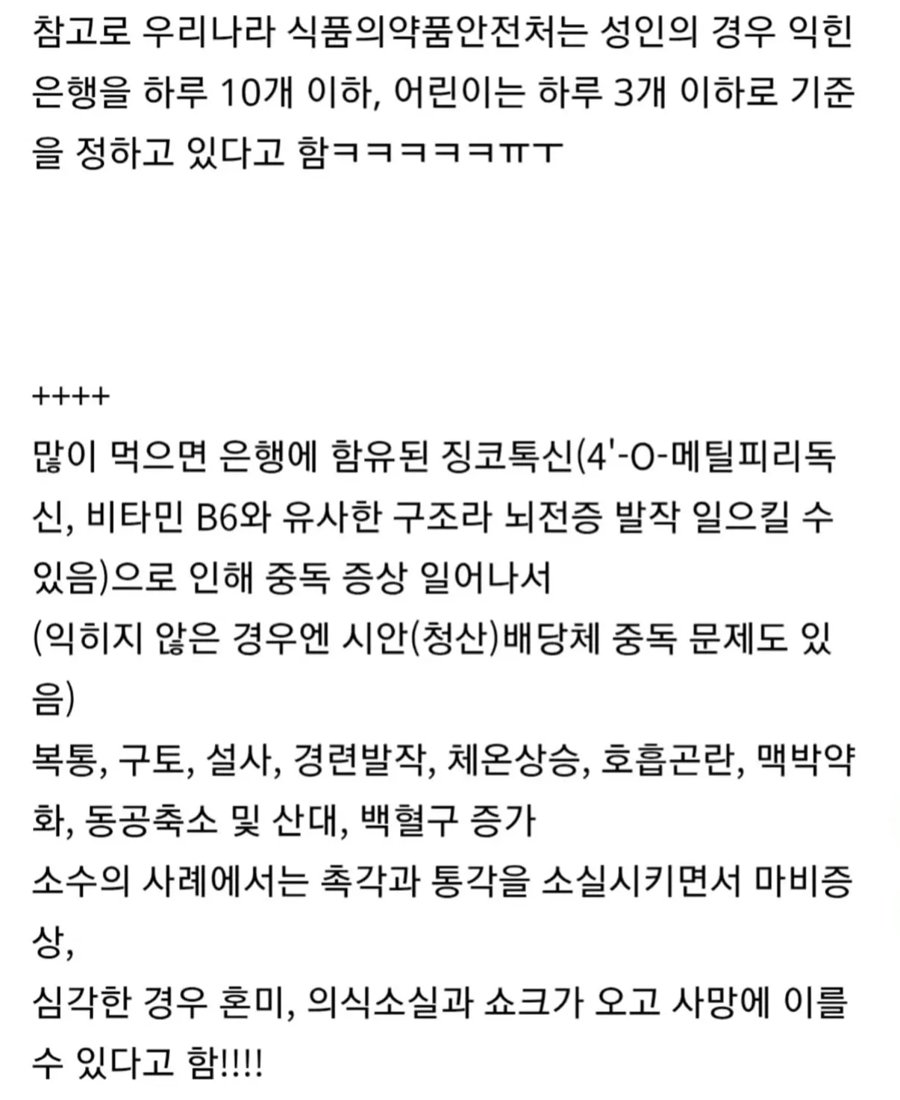 참고로 우리나라 식품의약품안전처는 성인의 경우 익힌
은행을 하루 10개 이하, 어린이는 하루 3개 이하로 기준
을 정하고 있다고 함ㅋㅋㅋㅋㅋㅠㅜ
++++
많이 먹으면 은행에 함유된 징코톡신(4'-O-메틸피리독
신, 비타민 B6와 유사한 구조라 뇌전증 발작 일으킬 수
있음)으로 인해 중독 증상 일어나서
(익히지 않은 경우엔 시안(청산)배당체 중독 문제도 있
음)
복통, 구토, 설사, 경련발작, 체온상승, 호흡곤란, 맥박약
화, 동공축소 및 산대, 백혈구 증가
소수의 사례에서는 촉각과 통각을 소실시키면서 마비증
상,
심각한 경우 혼미, 의식소실과 쇼크가 오고 사망에 이를
수 있다고 함!!!!